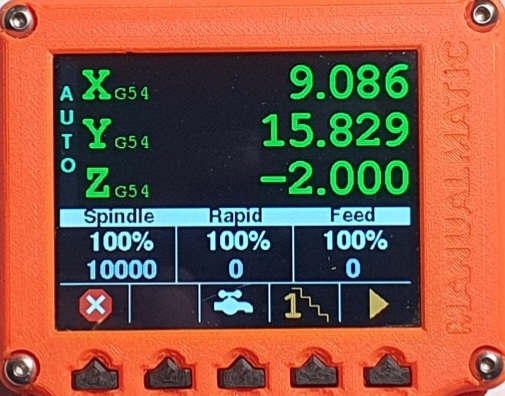 AUTO
X G54 9.086
Y G54 15.829
Z G54 -2.000
Spindle Rapid Feed
100% 100% 100%
10000 0 0
1
MANUALMATIC